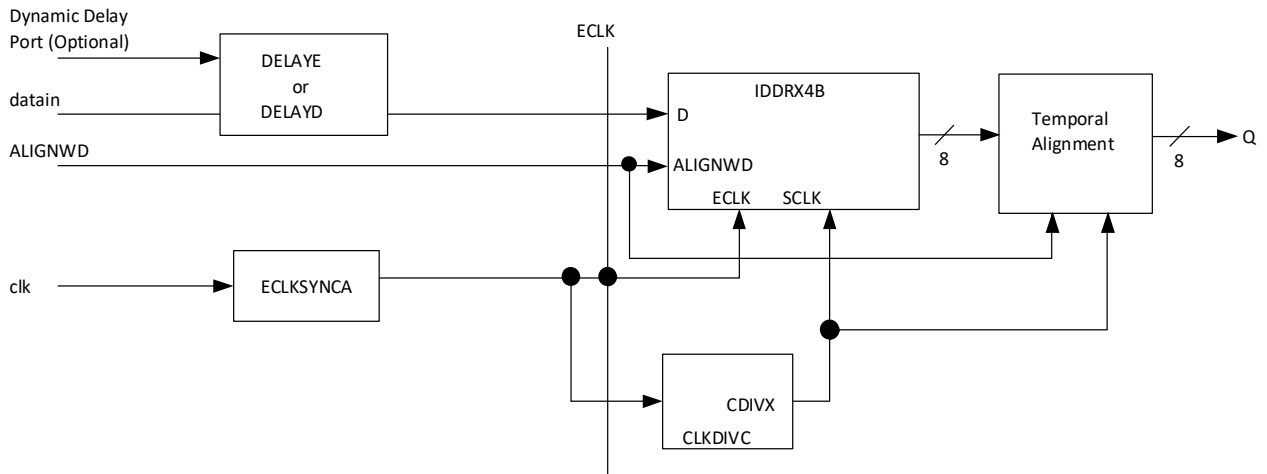 Dynamic Delay
Port (Optional)
ECLK
DELAYE
or
DELAYD
datain
ALIGNWD
IDDRX4B
D
ALIGNWD
ECLK SCLK
8
Temporal
Alignment
8
Q
clk
ECLKSYNCA
CDIVX
CLKDIVC